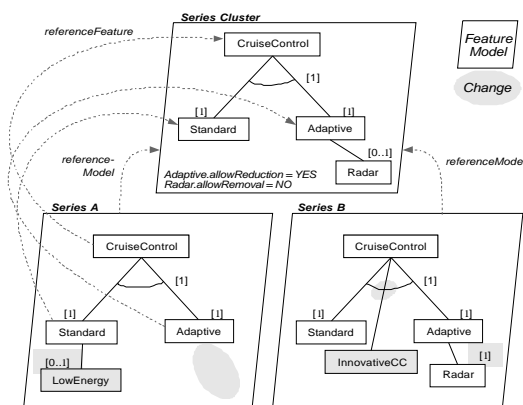 Series Cluster
referenceFeature
CruiseControl
[1]
[1]
[1]
Standard
Adaptive
[0..1]
Radar
Adaptive.allowReduction = YES
Radar.allowRemoval = NO
Feature
Model
Change
reference-
Model
referenceMode
Series A
CruiseControl
[1]
[1]
[1]
Standard
Adaptive
[0..1]
LowEnergy
Series B
CruiseControl
[1]
[1]
[1]
Standard
Adaptive
InnovativeCC
[1]
Radar